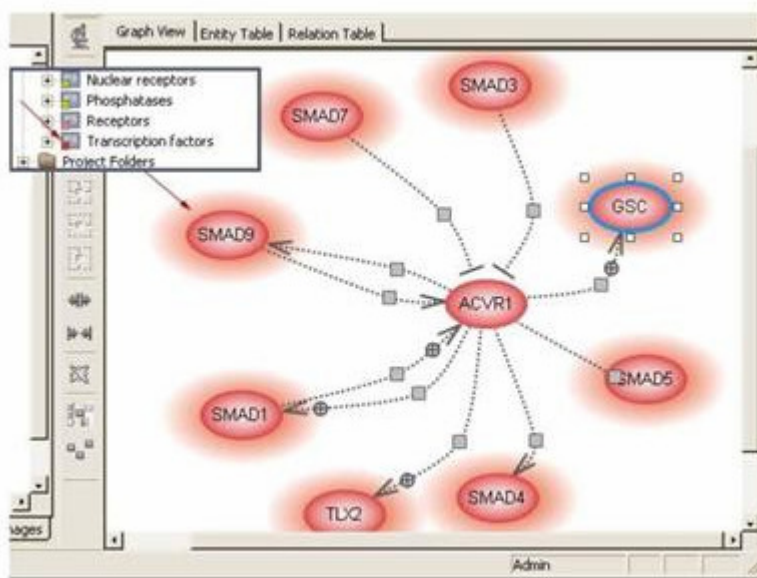 Graph View Entity Table Relation Table
Nuclear receptors
Phosphatases
Receptors
Transcription factors
Project Folders
SMAD3
SMAD7
GSC
SMAD9
ACVR1
SMAD5
SMAD1
SMAD4
TLX2
ages
Admin